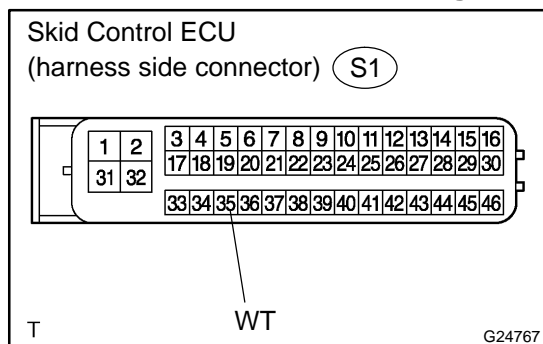 Skid Control ECU
(harness side connector) S1
1 2 3 4 5 6 7 8 9 10 11 12 13 14 15 16
31 32 17 18 19 20 21 22 23 24 25 26 27 28 29 30
33 34 35 36 37 38 39 40 41 42 43 44 45 46
WT
T
G24767